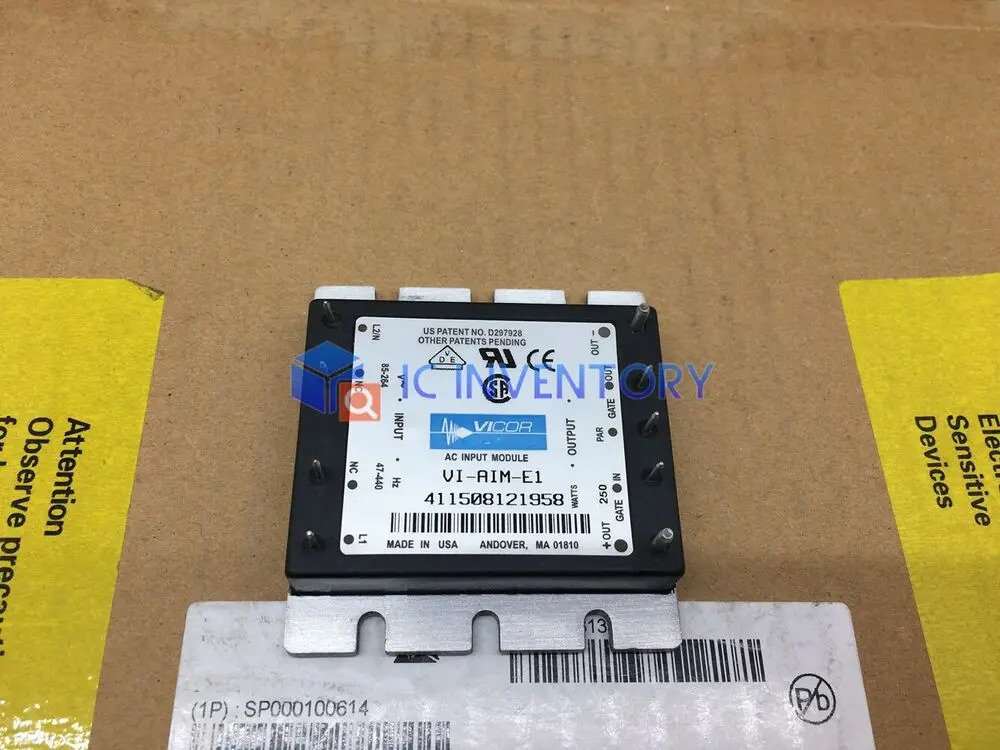 US PATENT NO. D297928
OTHER PATENTS PENDING
V
D E
CE
SA
VICOR
AC INPUT MODULE
VI-AIM-E1
411508121958
MADE IN USA ANDOVER, MA 01810
L2/N
NC
NC
L1
85-264
V~
INPUT
47-440
Hz
OUTPUT
250
WATTS
OUT −
GATE OUT
PAR
GATE IN
+OUT
IC INVENTORY
Attention
Observe
Sensitive
Devices
(1P) : SP000100614
Pb